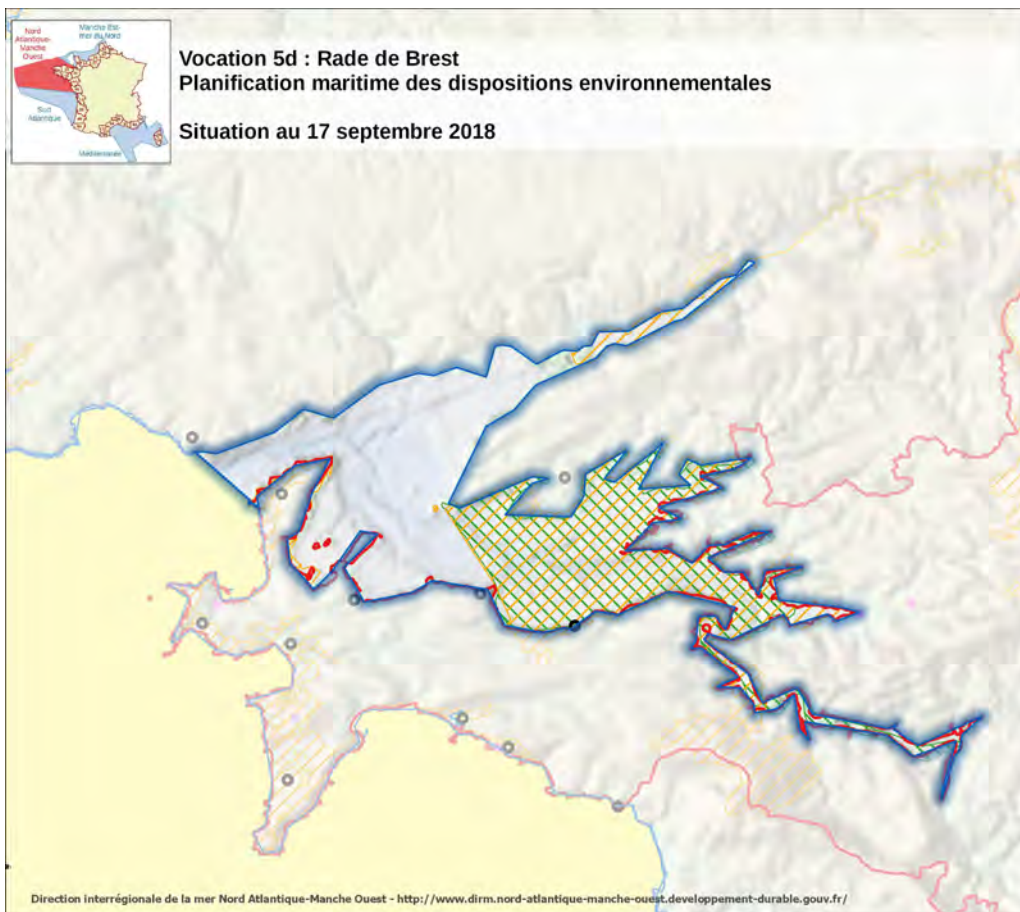 Nord
Atlantique-
Manche
Ouest
Manche Est-
mer du Nord
Sud
Atlantique
Méditerranée
Vocation 5d : Rade de Brest
Planification maritime des dispositions environnementales
Situation au 17 septembre 2018
Direction interrégionale de la mer Nord Atlantique-Manche Ouest - http://www.dirm.nord-atlantique-manche-ouest.developpement-durable.gouv.fr/